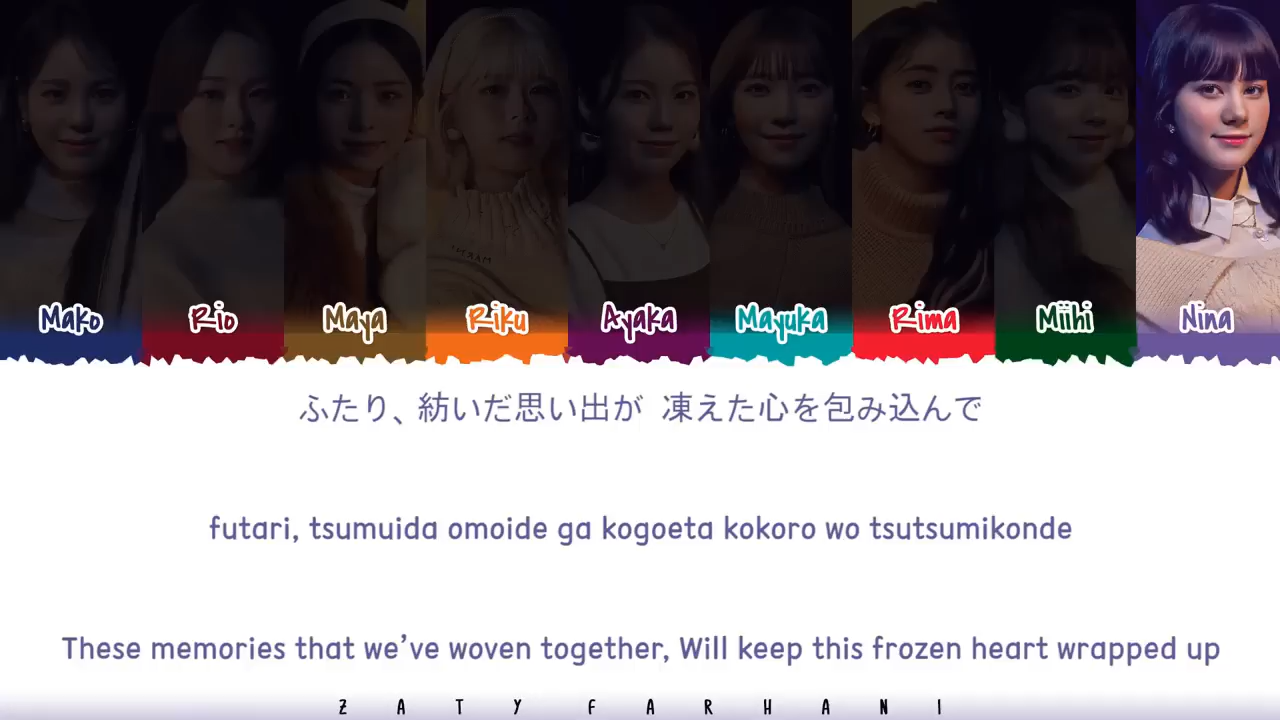 Mako Rio Maya Riku Ayaka Mayuka Rima Miihi Nina
ふたり、紡いだ思い出が 凍えた心を包み込んで
futari, tsumuida omoide ga kogoeta kokoro wo tsutsumikonde
These memories that we've woven together, Will keep this frozen heart wrapped up
ZATY FARHANI